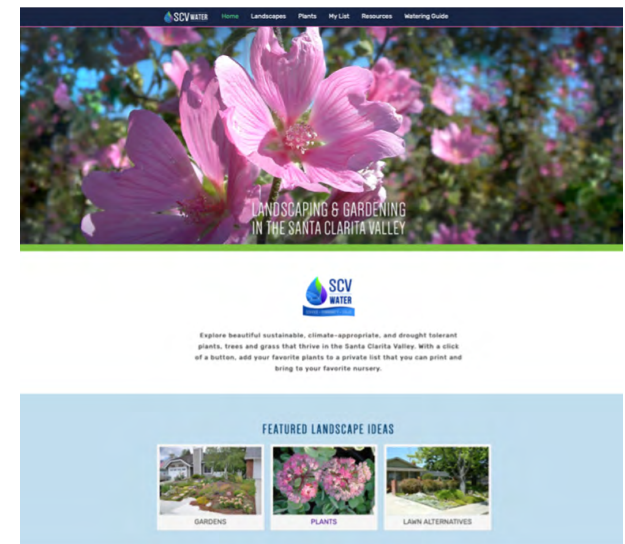 SCV WATER Home Landscapes Plants My List Resources Watering Guide
LANDSCAPING & GARDENING
IN THE SANTA CLARITA VALLEY
SCV
WATER
Explore beautiful sustainable, climate-appropriate, and drought tolerant
plants, trees and grass that thrive in the Santa Clarita Valley. With a click
of a button, add your favorite plants to a private list that you can print and
bring to your favorite nursery.
FEATURED LANDSCAPE IDEAS
GARDENS PLANTS LAWN ALTERNATIVES